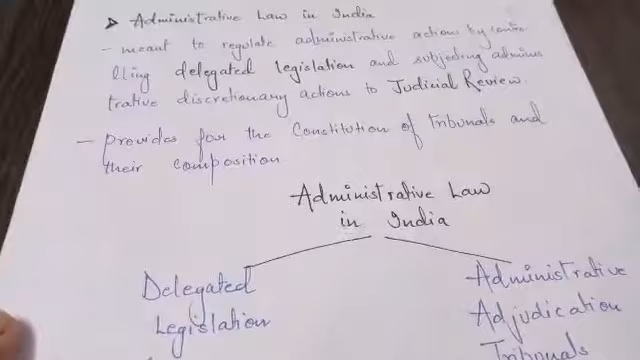 ➤ Administrative Law in India
- meant to regulate administrative actions by contro
lling delegated legislation and subjecting adminis
trative discretionary actions to Judicial Review.
- provides for the Constitution of Tribunals and
their composition
Administrative Law
in India
Delegated
Legislation
Administrative
Adjudication
Tribunals